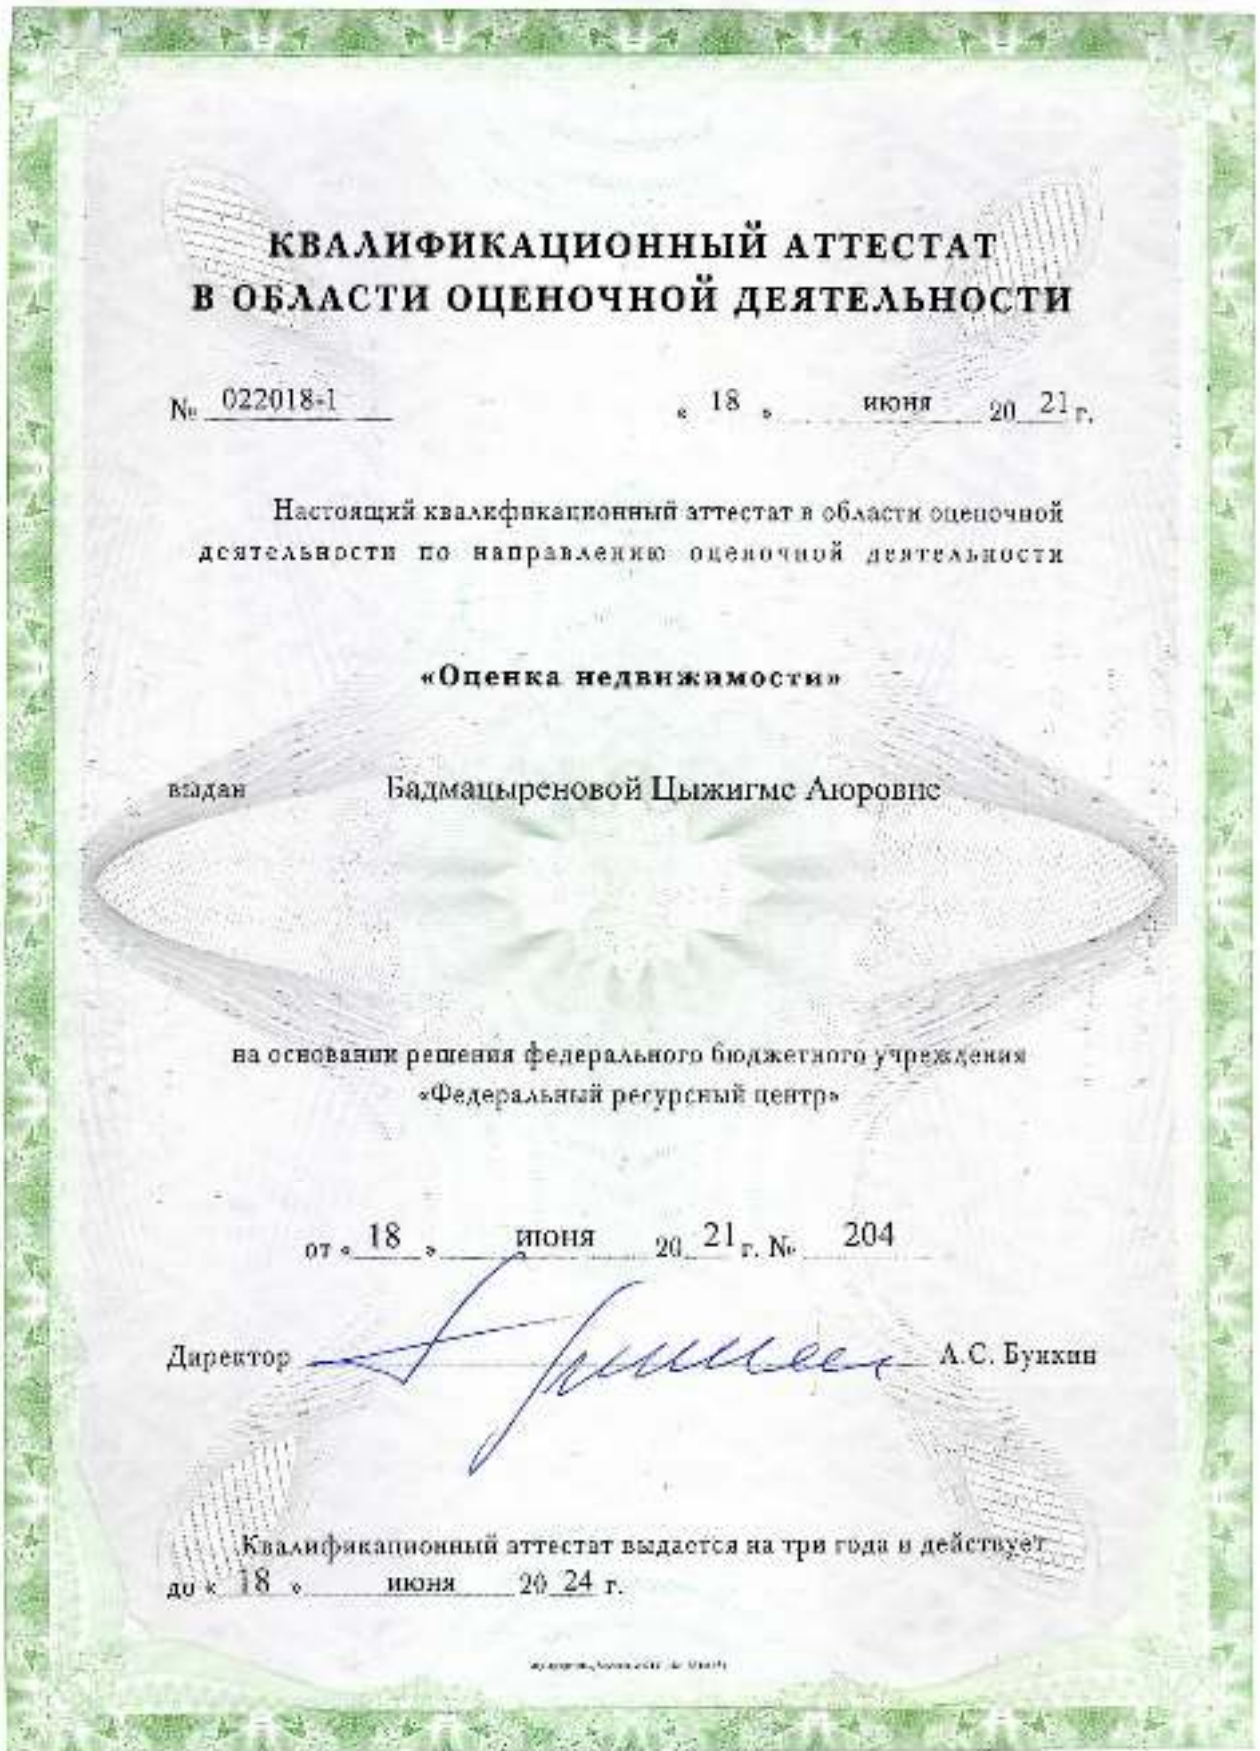 КВАЛИФИКАЦИОННЫЙ АТТЕСТАТ
В ОБЛАСТИ ОЦЕНОЧНОЙ ДЕЯТЕЛЬНОСТИ
№ 022018-1 « 18 » июня 20 21 г.
Настоящий квалификационный аттестат в области оценочной
деятельности по направлению оценочной деятельности
«Оценка недвижимости»
выдан Бадмацыреновой Цыжигме Аюровне
на основании решения федерального бюджетного учреждения
«Федеральный ресурсный центр»
от « 18 » июня 20 21 г. № 204
Директор А.С. Бункин
Квалификационный аттестат выдается на три года и действует
до « 18 » июня 20 24 г.